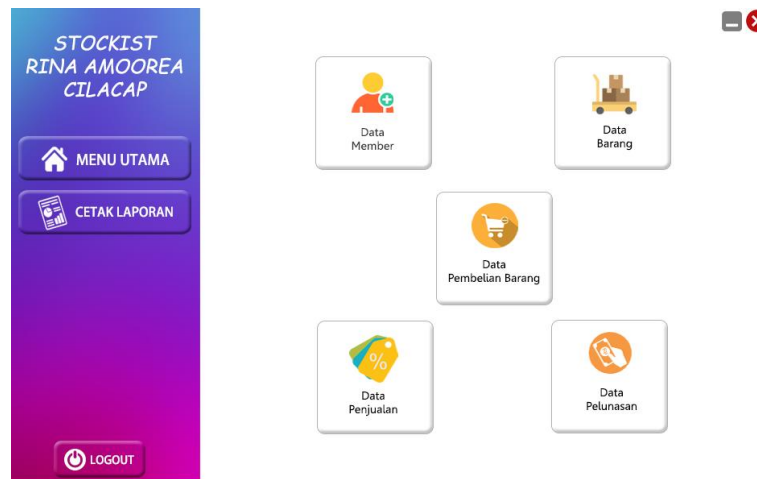 STOCKIST
RINA AMOOREA
CILACAP
MENU UTAMA
CETAK LAPORAN
LOGOUT
Data
Member
Data
Barang
Data
Pembelian Barang
%
Data
Penjualan
Data
Pelunasan